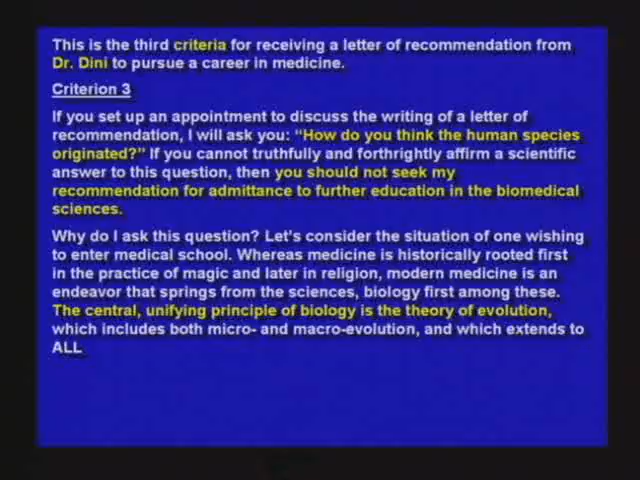 This is the third criteria for receiving a letter of recommendation from
Dr. Dini to pursue a career in medicine.
Criterion 3
If you set up an appointment to discuss the writing of a letter of
recommendation, I will ask you: “How do you think the human species
originated?” If you cannot truthfully and forthrightly affirm a scientific
answer to this question, then you should not seek my
recommendation for admittance to further education in the biomedical
sciences.
Why do I ask this question? Let's consider the situation of one wishing
to enter medical school. Whereas medicine is historically rooted first
in the practice of magic and later in religion, modern medicine is an
endeavor that springs from the sciences, biology first among these.
The central, unifying principle of biology is the theory of evolution,
which includes both micro- and macro-evolution, and which extends to
ALL